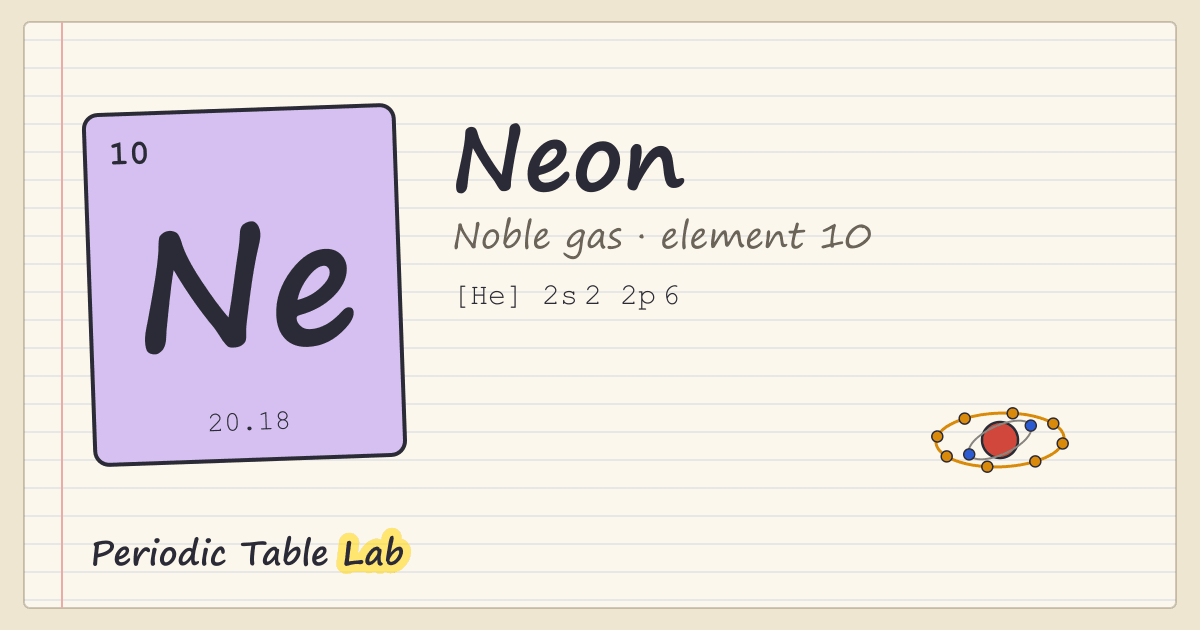 10
Ne
20.18
Neon
Noble gas · element 10
[He] 2s2 2p6
Periodic Table Lab